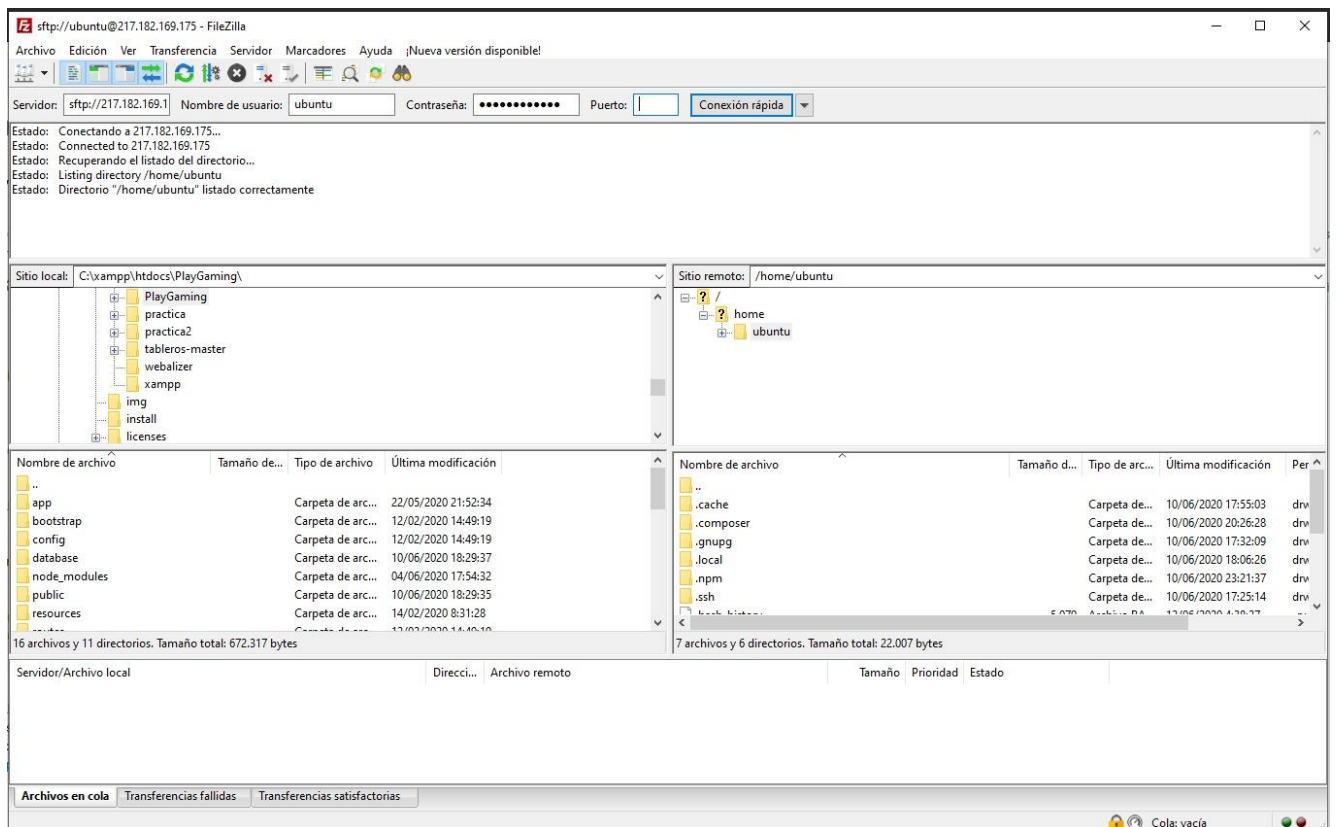 sftp://ubuntu@217.182.169.175 - FileZilla
Archivo Edición Ver Transferencia Servidor Marcadores Ayuda ¡Nueva versión disponible!
Servidor: sftp://217.182.169.1 Nombre de usuario: ubuntu Contraseña: ●●●●●●●●●●●● Puerto: Conexión rápida
Estado: Conectando a 217.182.169.175...
Estado: Connected to 217.182.169.175
Estado: Recuperando el listado del directorio...
Estado: Listing directory /home/ubuntu
Estado: Directorio "/home/ubuntu" listado correctamente
Sitio local: C:\xampp\htdocs\PlayGaming\
PlayGaming
practica
practica2
tableros-master
webalizer
xampp
img
install
licenses
Sitio remoto: /home/ubuntu
/
home
ubuntu
Nombre de archivo Tamaño de... Tipo de archivo Última modificación
..
app Carpeta de arc... 22/05/2020 21:52:34
bootstrap Carpeta de arc... 12/02/2020 14:49:19
config Carpeta de arc... 12/02/2020 14:49:19
database Carpeta de arc... 10/06/2020 18:29:37
node_modules Carpeta de arc... 04/06/2020 17:54:32
public Carpeta de arc... 10/06/2020 18:29:35
resources Carpeta de arc... 14/02/2020 8:31:28
16 archivos y 11 directorios. Tamaño total: 672.317 bytes
Nombre de archivo Tamaño d... Tipo de arc... Última modificación Per
..
.cache Carpeta de... 10/06/2020 17:55:03 drw
.composer Carpeta de... 10/06/2020 20:26:28 drw
.gnupg Carpeta de... 10/06/2020 17:32:09 drw
.local Carpeta de... 10/06/2020 18:06:26 drw
.npm Carpeta de... 10/06/2020 23:21:37 drw
.ssh Carpeta de... 10/06/2020 17:25:14 drw
7 archivos y 6 directorios. Tamaño total: 22.007 bytes
Servidor/Archivo local Direcci... Archivo remoto Tamaño Prioridad Estado
Archivos en cola Transferencias fallidas Transferencias satisfactorias
Cola: vacía